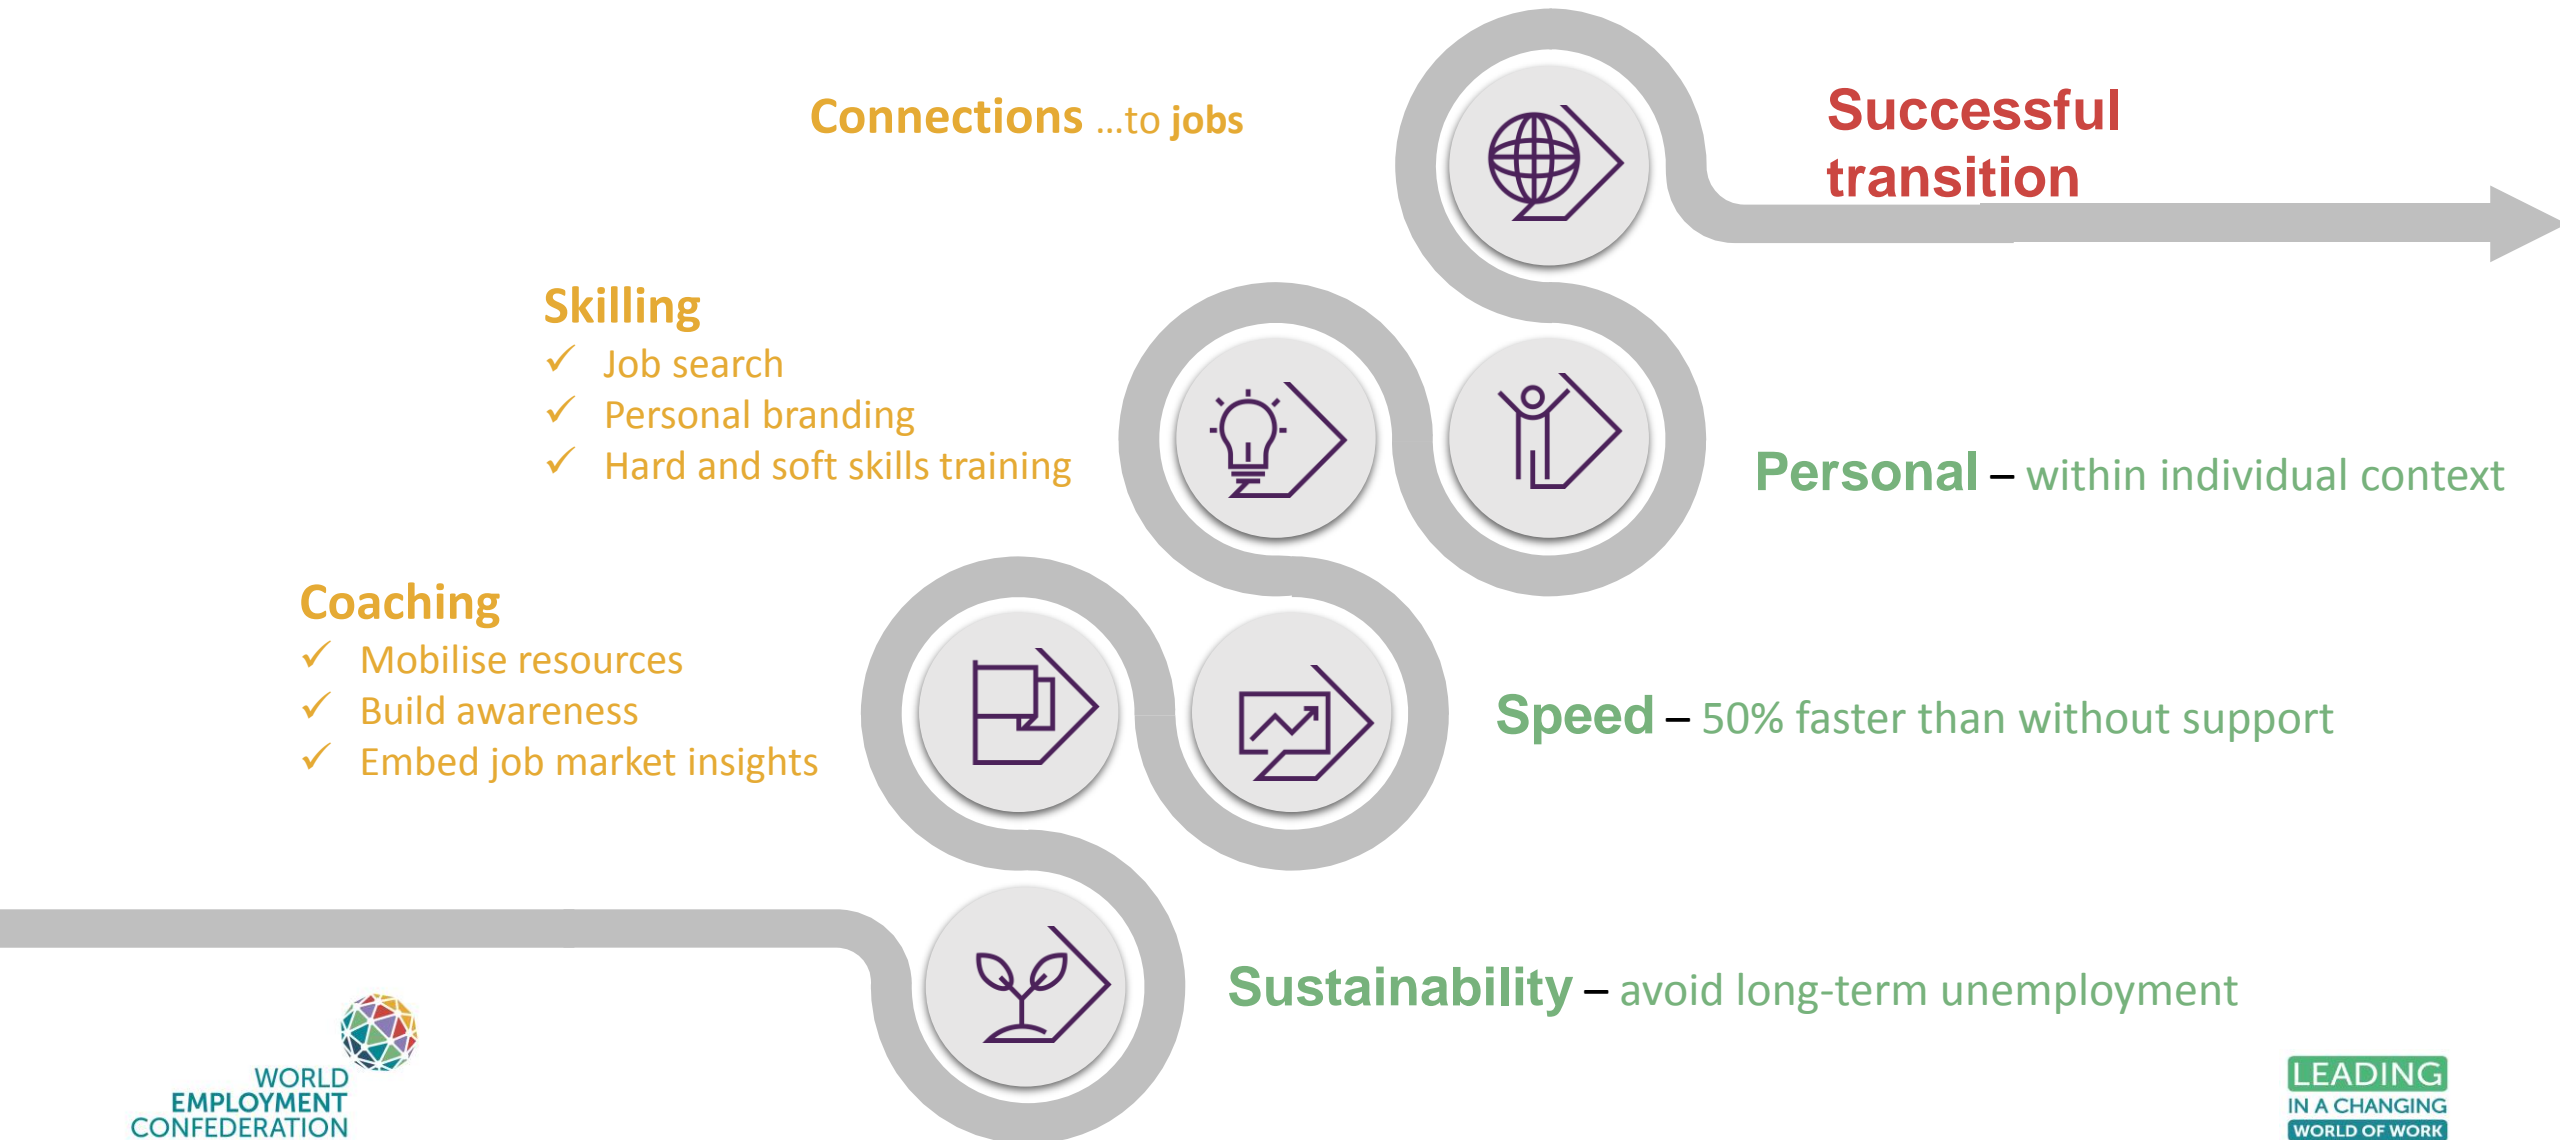 Connections ...to jobs
Successful
transition
Skilling
✓ Job search
✓ Personal branding
✓ Hard and soft skills training
Personal – within individual context
Coaching
✓ Mobilise resources
✓ Build awareness
✓ Embed job market insights
Speed – 50% faster than without support
Sustainability – avoid long-term unemployment
WORLD
EMPLOYMENT
CONFEDERATION
LEADING
IN A CHANGING
WORLD OF WORK